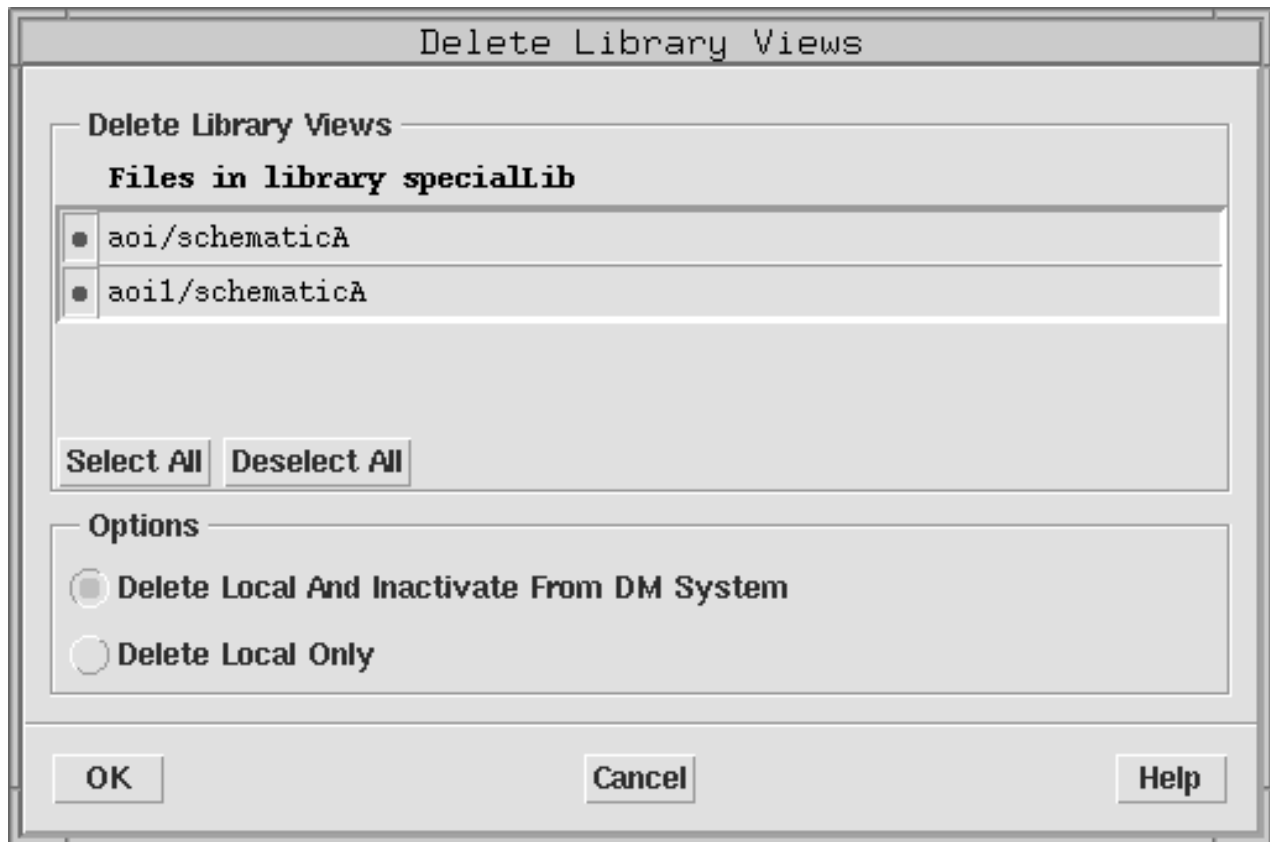 Delete Library Views
Delete Library Views
Files in library specialLib
aoi/schematicA
aoi1/schematicA
Select All Deselect All
Options
Delete Local And Inactivate From DM System
Delete Local Only
OK Cancel Help